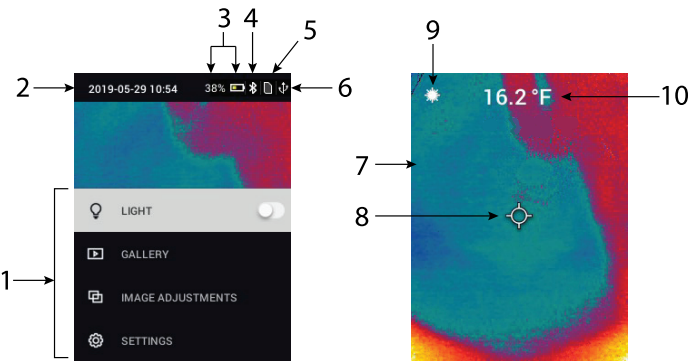 3 4 5
2 2019-05-29 10:54 38% 6
1 LIGHT
GALLERY
IMAGE ADJUSTMENTS
SETTINGS
9
16.2 °F 10
7
8